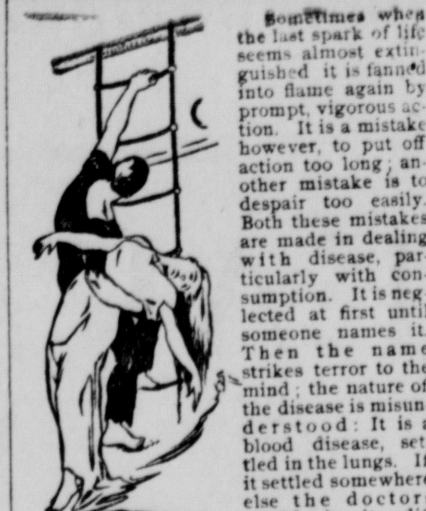 Sometimes when
the last spark of life
seems almost extin-
guished it is fanned
into flame again by
prompt, vigorous ac-
tion. It is a mistake
however, to put off
action too long; an-
other mistake is to
despair too easily.
Both these mistakes
are made in dealing
with disease, par-
ticularly with con-
sumption. It is neg-
lected at first until
someone names it.
Then the name
strikes terror to the
mind; the nature of
the disease is misun-
derstood: It is a
blood disease, set-
tled in the lungs. If
it settled somewhere
else the doctor